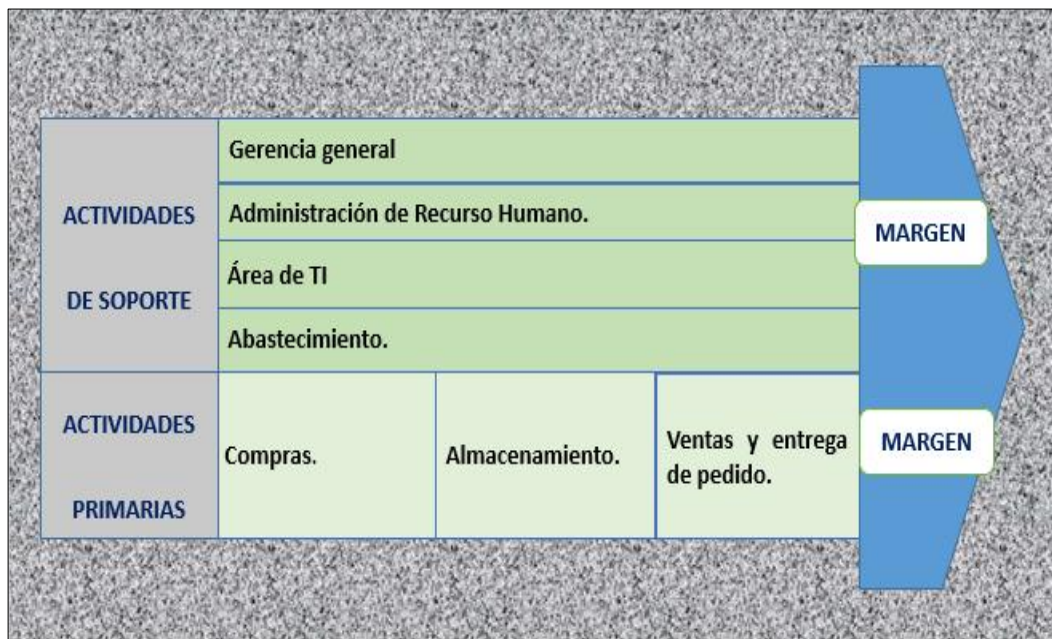 ACTIVIDADES
DE SOPORTE
Gerencia general
Administración de Recurso Humano.
Área de TI
Abastecimiento.
MARGEN
ACTIVIDADES
PRIMARIAS
Compras.
Almacenamiento.
Ventas y entrega
de pedido.
MARGEN